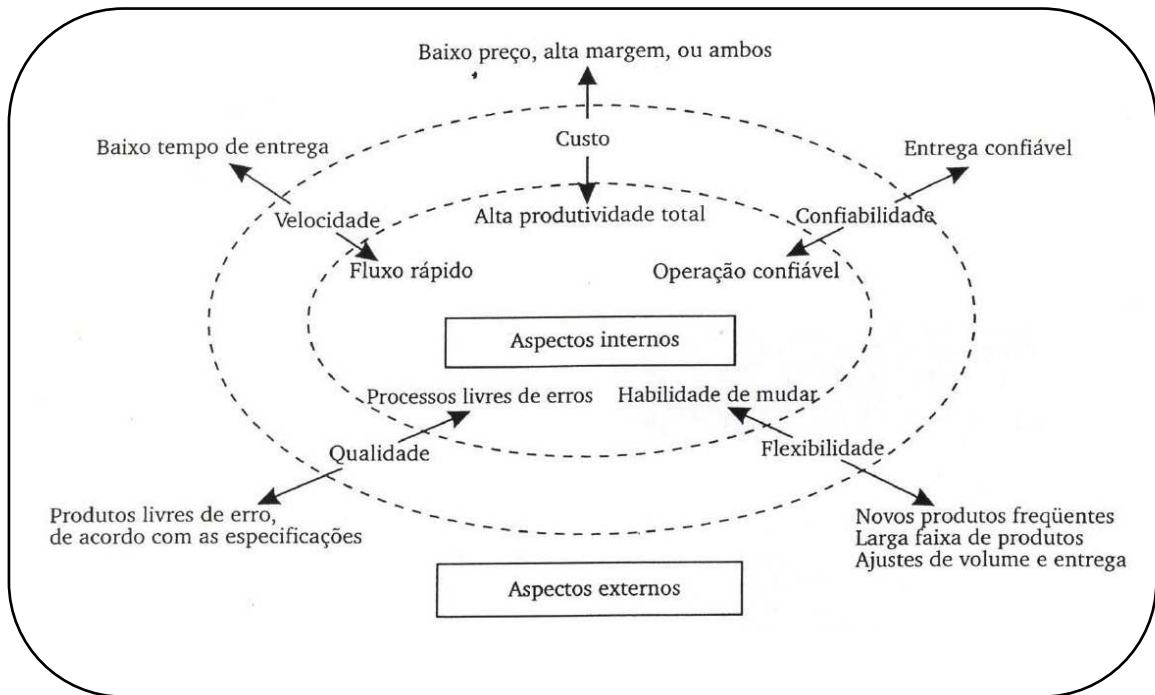 Baixo preço, alta margem, ou ambos
Custo
Baixo tempo de entrega
Entrega confiável
Velocidade
Alta produtividade total
Confiabilidade
Fluxo rápido
Operação confiável
Aspectos internos
Processos livres de erros
Habilidade de mudar
Qualidade
Flexibilidade
Produtos livres de erro,
de acordo com as especificações
Novos produtos freqüentes
Larga faixa de produtos
Ajustes de volume e entrega
Aspectos externos